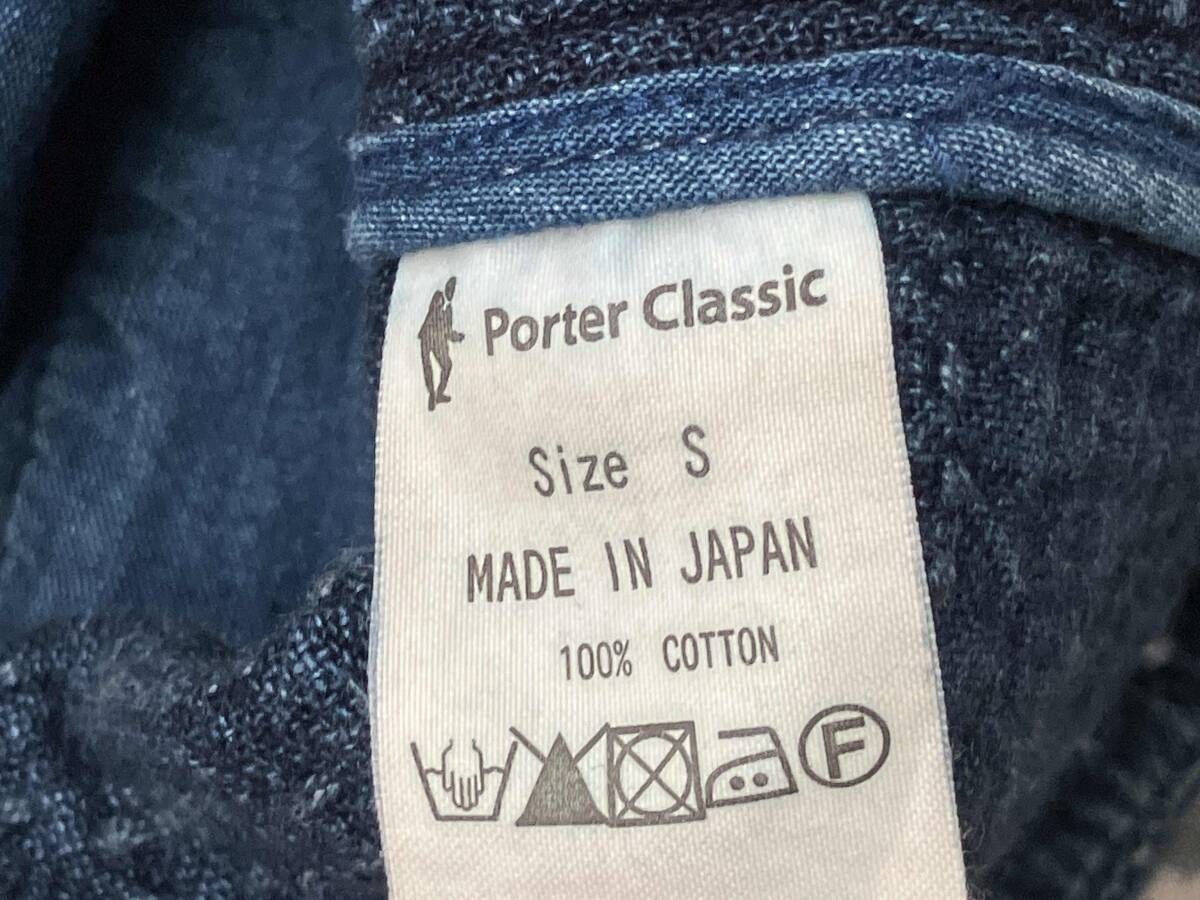 Porter Classic
Size S
MADE IN JAPAN
100% COTTON
F